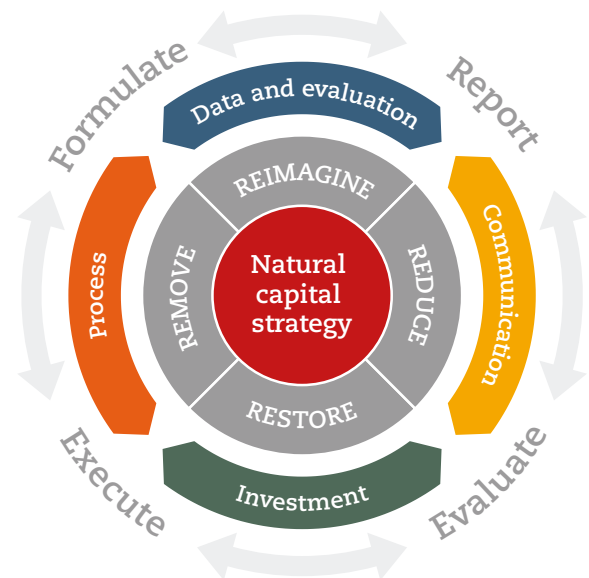 Formulate
Report
Data and evaluation
REIMAGINE
Process
REMOVE
Natural
capital
strategy
REDUCE
Communication
RESTORE
Investment
Execute
Evaluate